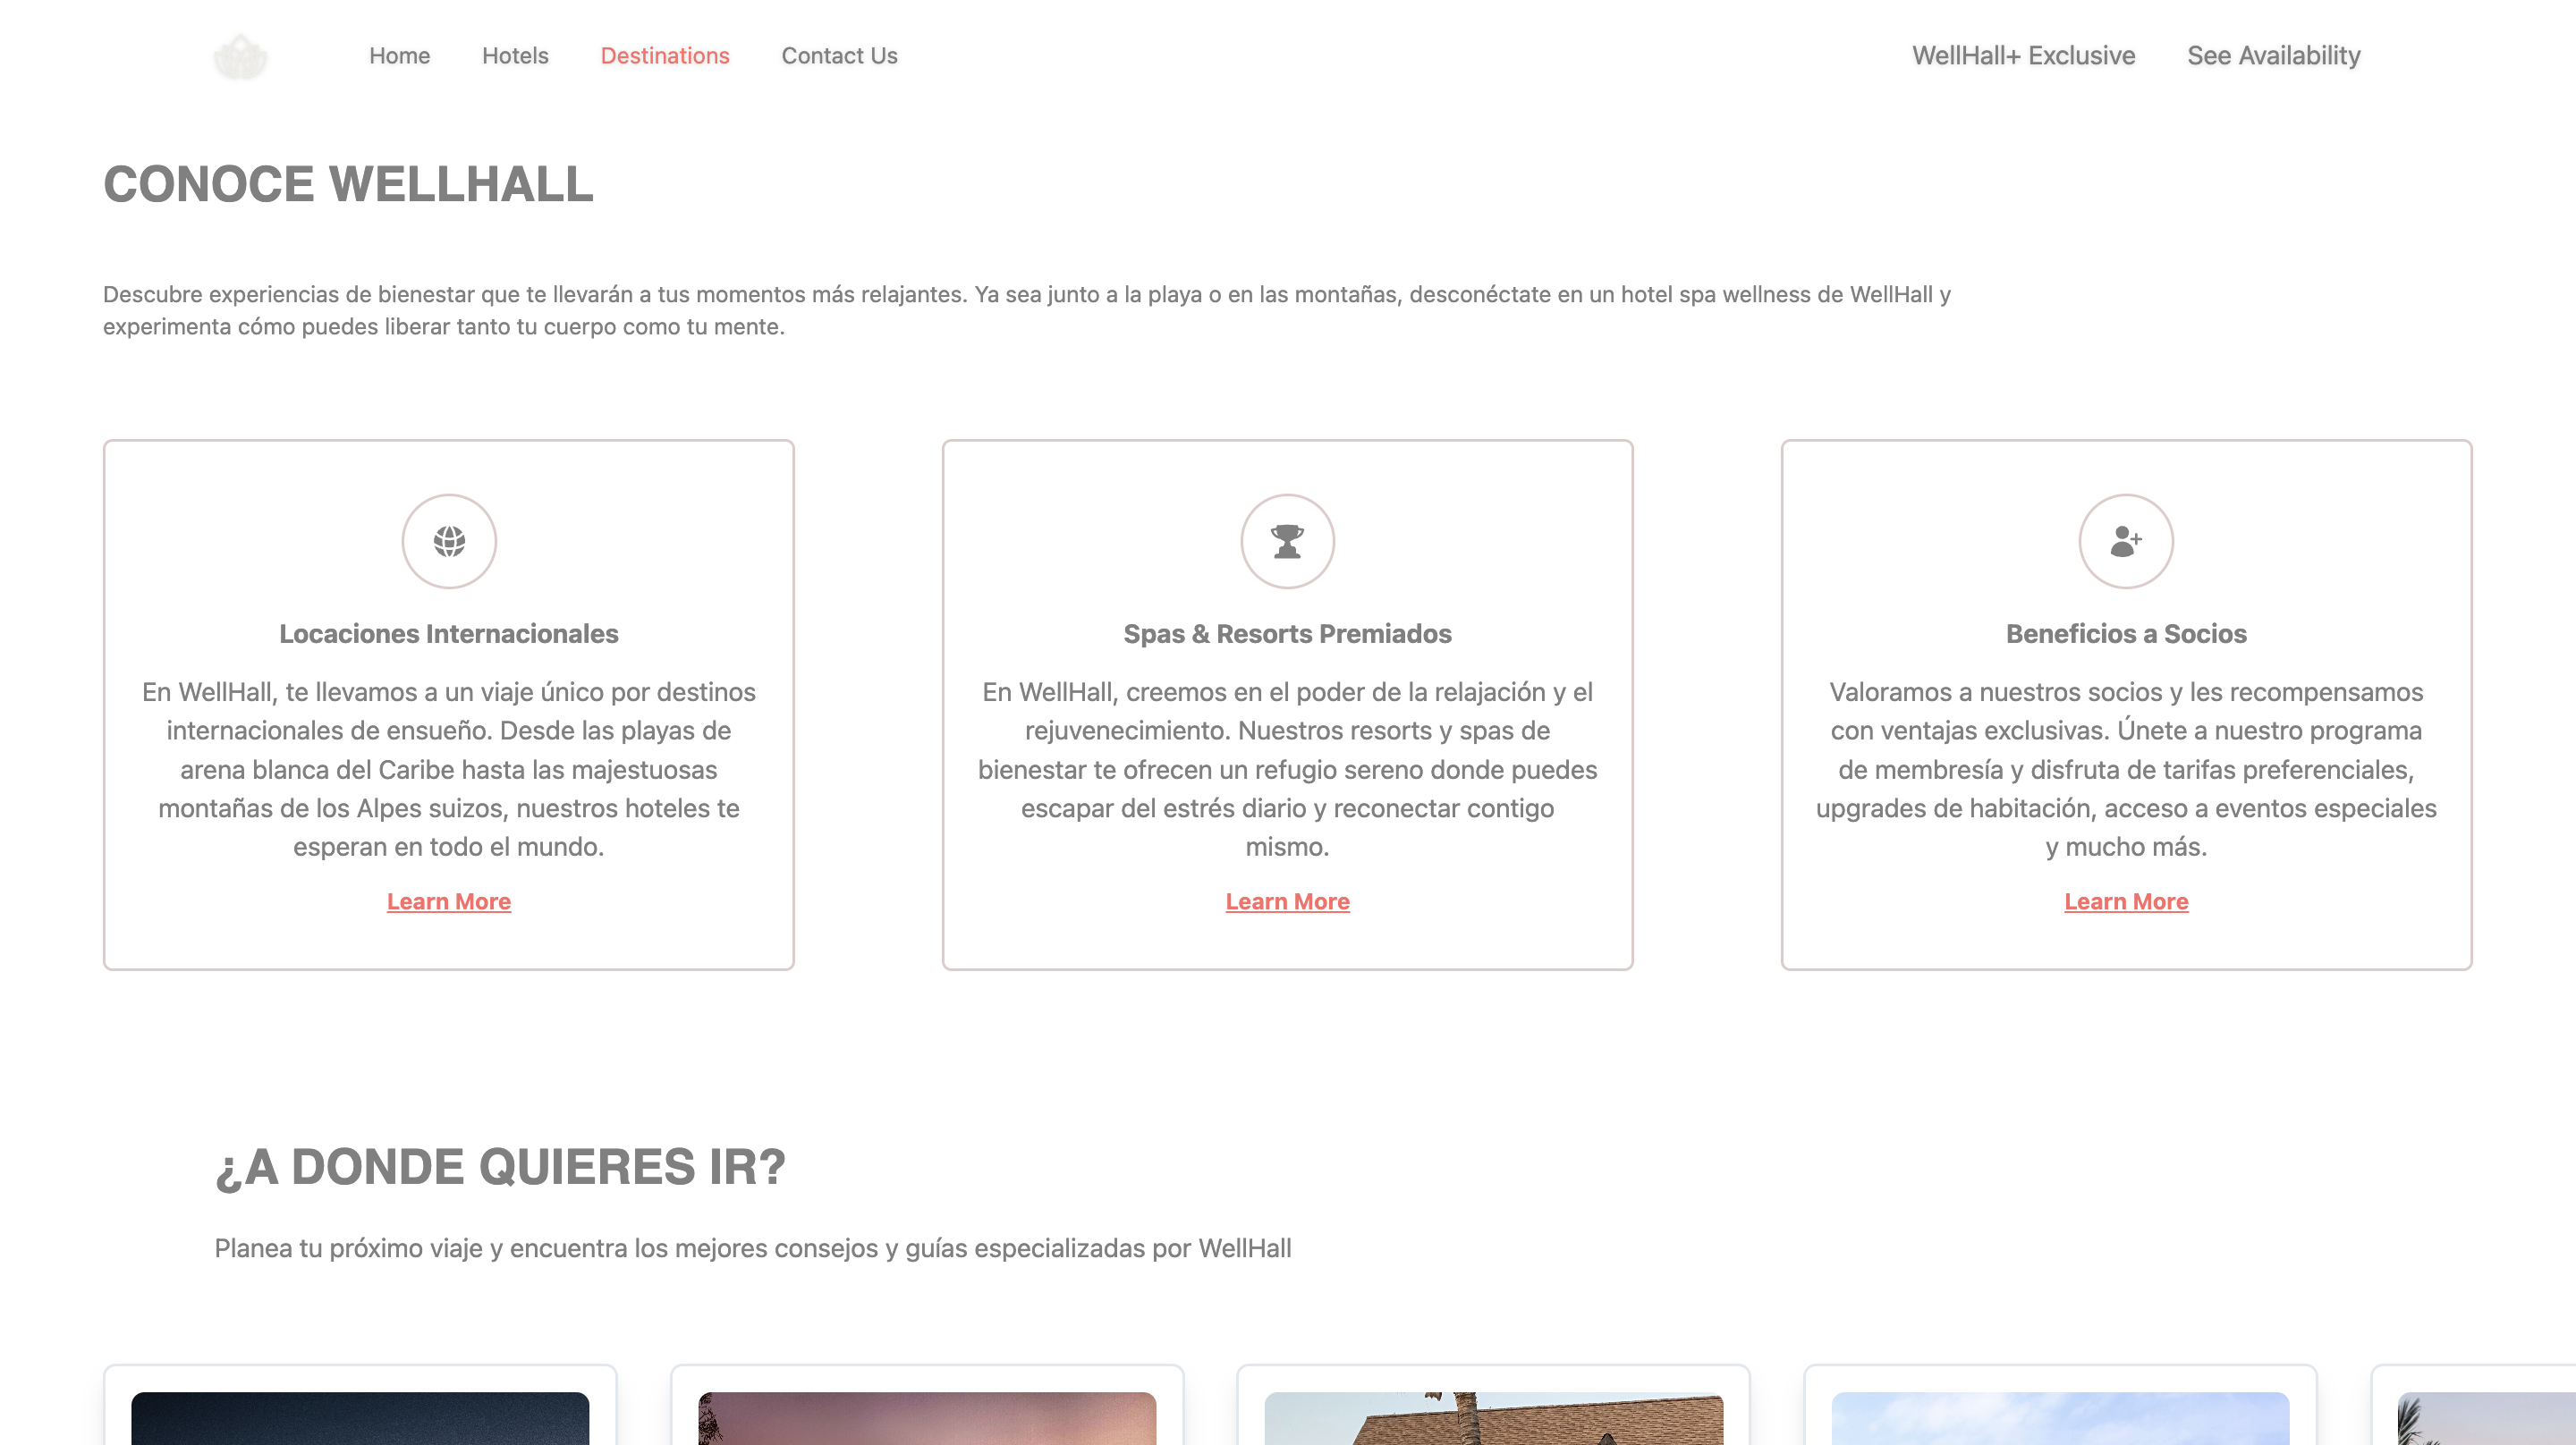 Home Hotels Destinations Contact Us WellHall+ Exclusive See Availability
CONOCE WELLHALL
Descubre experiencias de bienestar que te llevarán a tus momentos más relajantes. Ya sea junto a la playa o en las montañas, desconéctate en un hotel spa wellness de WellHall y
experimenta cómo puedes liberar tanto tu cuerpo como tu mente.
Locaciones Internacionales
En WellHall, te llevamos a un viaje único por destinos
internacionales de ensueño. Desde las playas de
arena blanca del Caribe hasta las majestuosas
montañas de los Alpes suizos, nuestros hoteles te
esperan en todo el mundo.
Learn More
Spas & Resorts Premiados
En WellHall, creemos en el poder de la relajación y el
rejuvenecimiento. Nuestros resorts y spas de
bienestar te ofrecen un refugio sereno donde puedes
escapar del estrés diario y reconectar contigo
mismo.
Learn More
Beneficios a Socios
Valoramos a nuestros socios y les recompensamos
con ventajas exclusivas. Únete a nuestro programa
de membresía y disfruta de tarifas preferenciales,
upgrades de habitación, acceso a eventos especiales
y mucho más.
Learn More
¿A DONDE QUIERES IR?
Planea tu próximo viaje y encuentra los mejores consejos y guías especializadas por WellHall